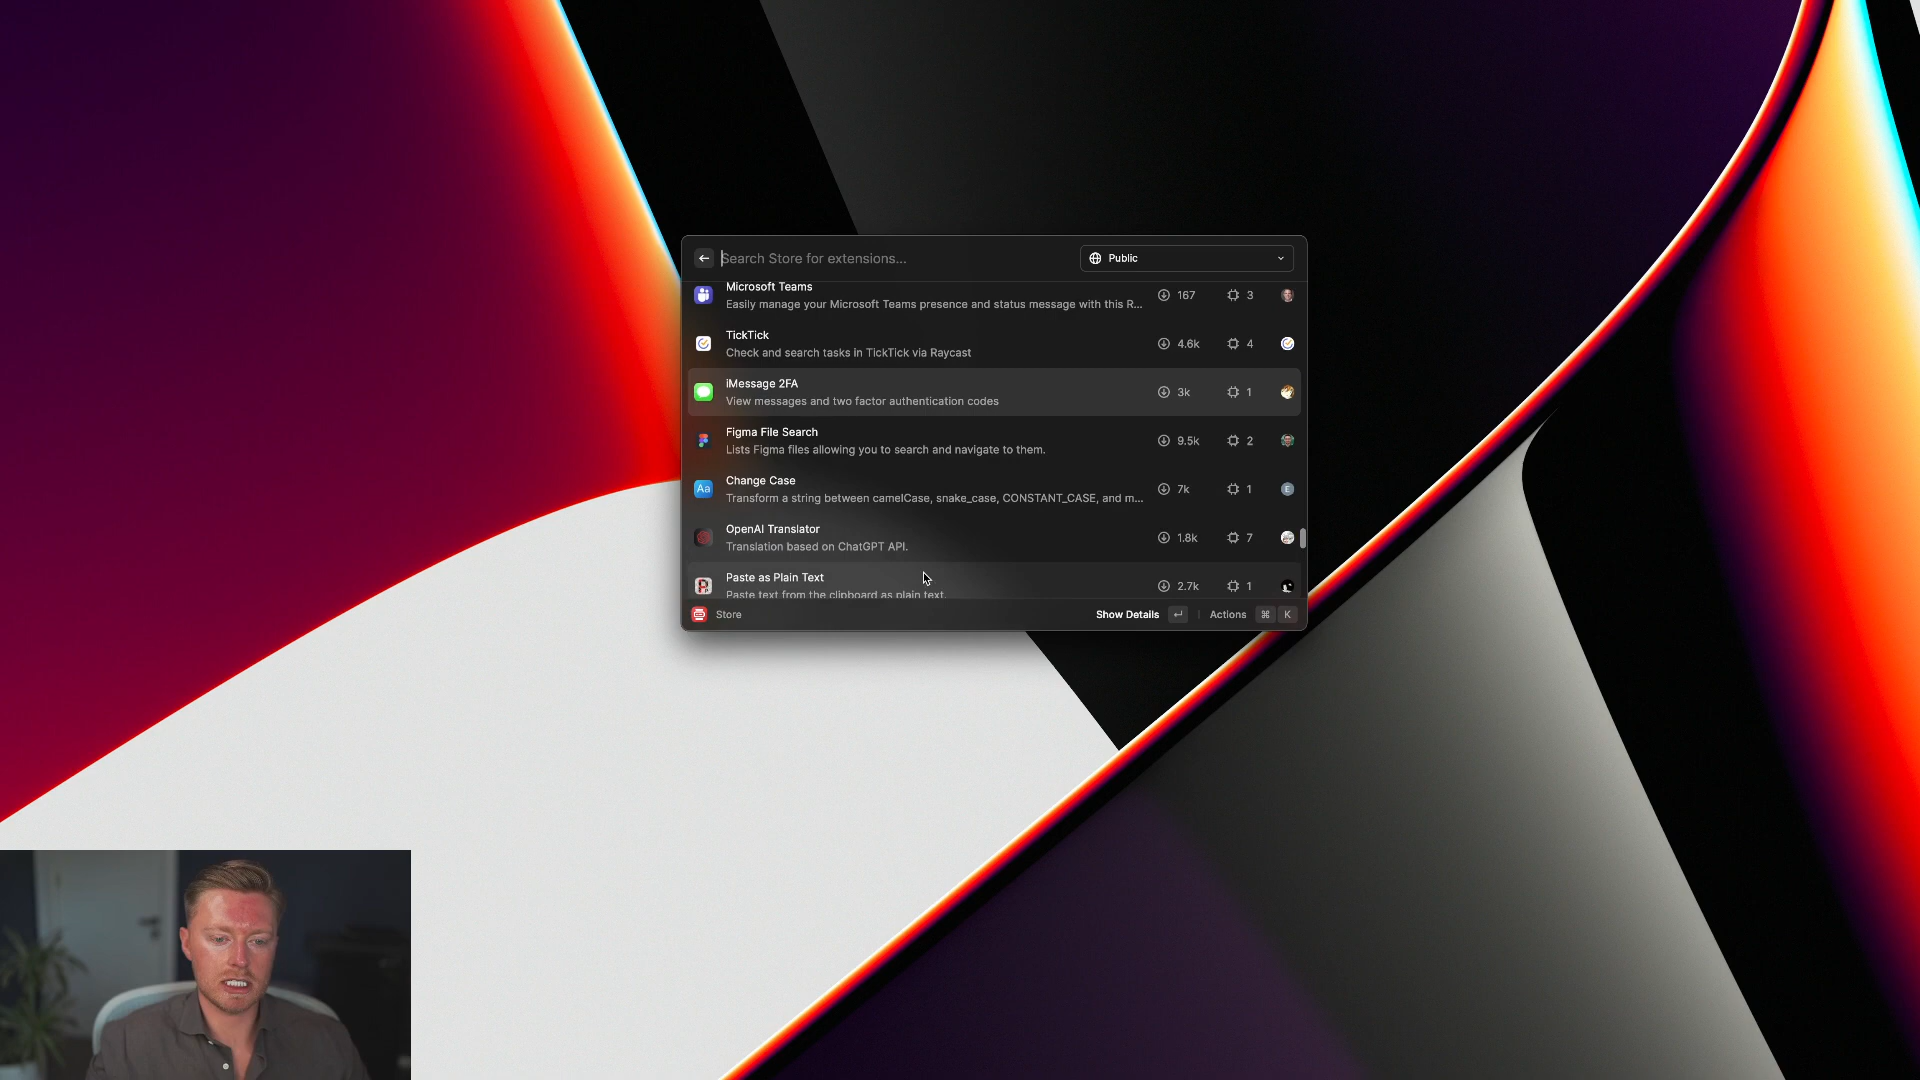 Search Store for extensions...
Public
Microsoft Teams
Easily manage your Microsoft Teams presence and status message with this R...
167
3
TickTick
Check and search tasks in TickTick via Raycast
4.6k
4
iMessage 2FA
View messages and two factor authentication codes
3k
1
Figma File Search
Lists Figma files allowing you to search and navigate to them.
9.5k
2
Aa
Change Case
Transform a string between camelCase, snake_case, CONSTANT_CASE, and m...
7k
1
E
OpenAI Translator
Translation based on ChatGPT API.
1.8k
7
Paste as Plain Text
Paste text from the clipboard as plain text.
2.7k
1
Store
Show Details
Actions
⌘
K